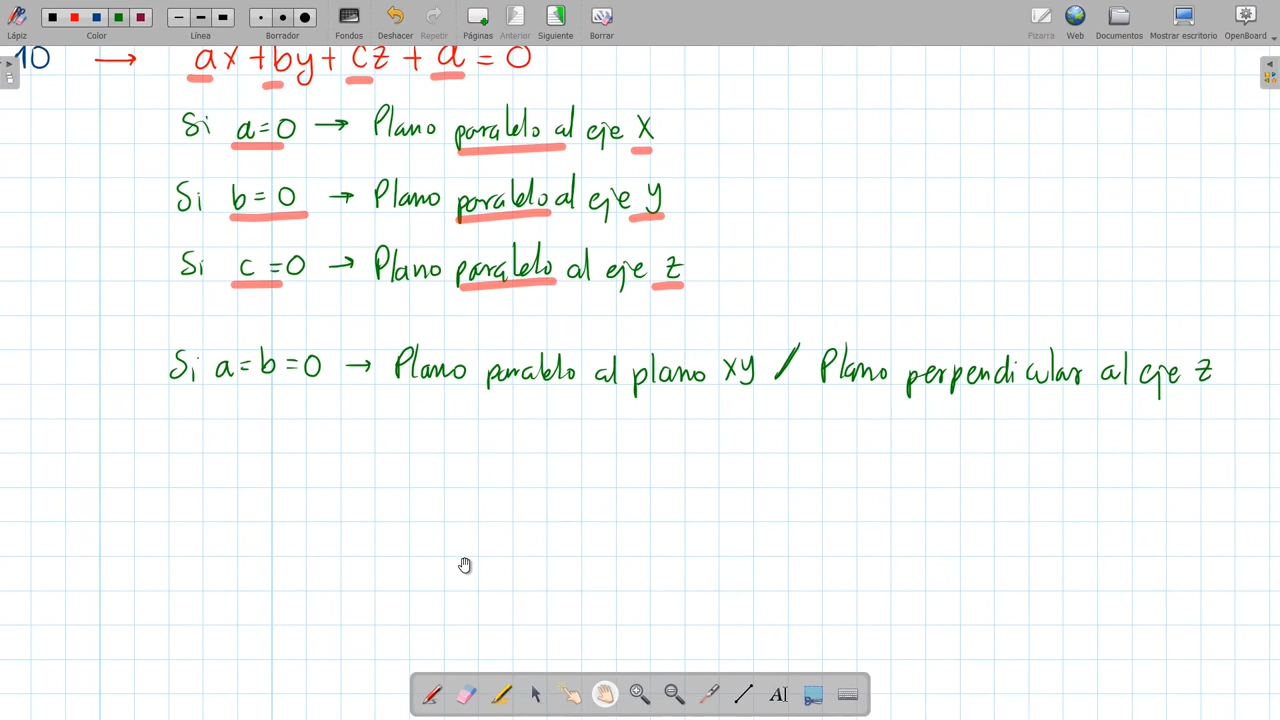 Lápiz Color Línea Borrador Fondos Deshacer Repetir Páginas Anterior Siguiente Borrar Pizarra Web Documentos Mostrar escritorio OpenBoard
10 → ax + by + cz + d = 0
Si a = 0 → Plano paralelo al eje X
Si b = 0 → Plano paralelo al eje y
Si c = 0 → Plano paralelo al eje z
Si a = b = 0 → Plano paralelo al plano XY / Plano perpendicular al eje z
AI